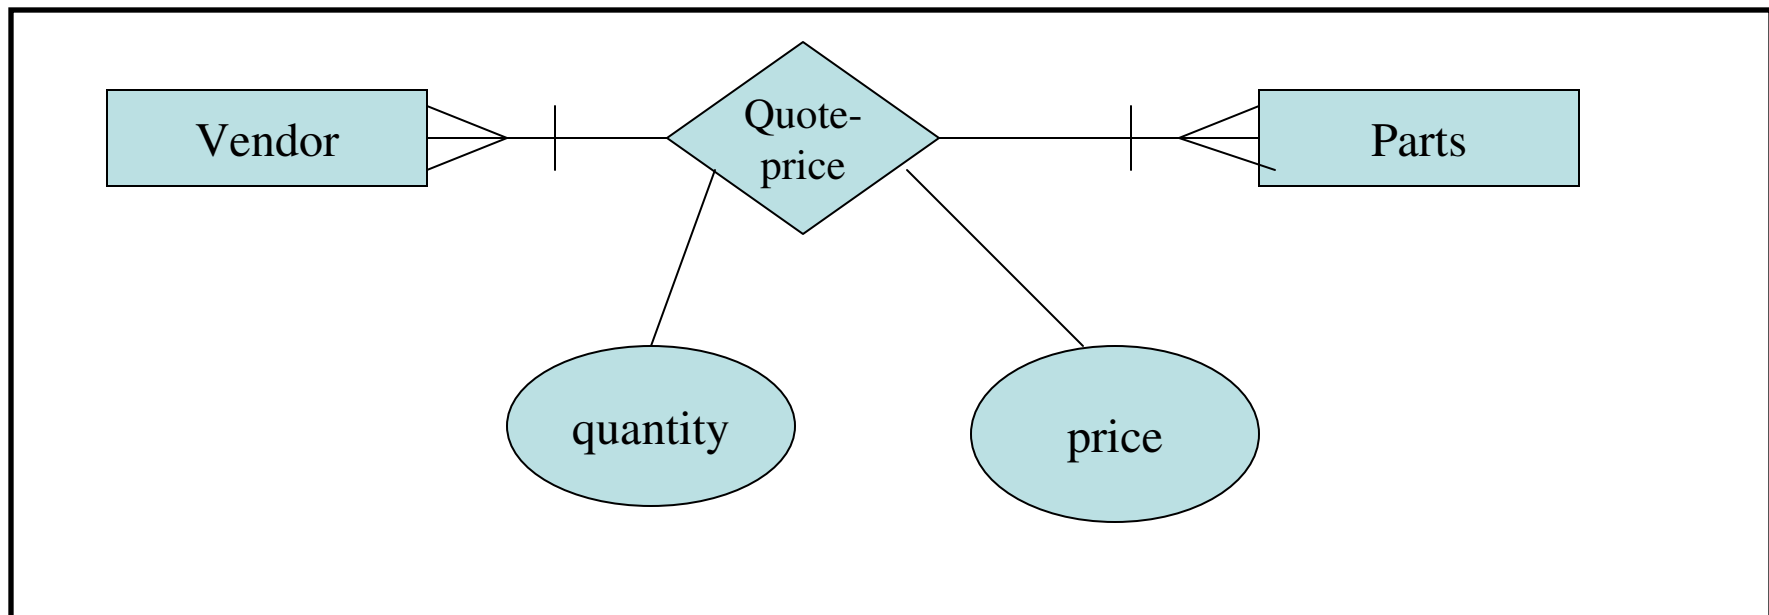 Vendor
Quote-
price
Parts
quantity
price